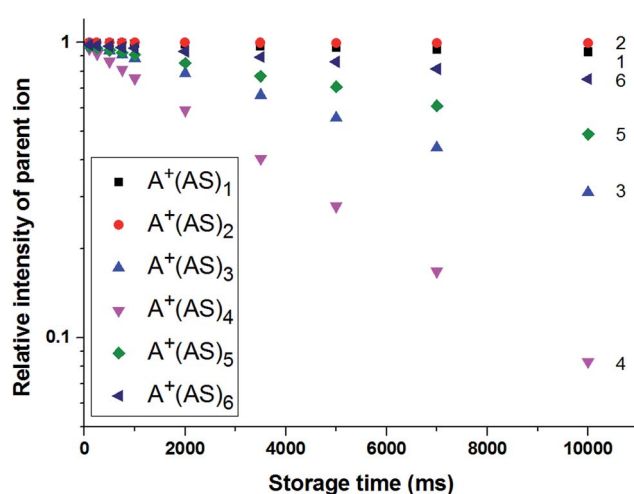 Relative intensity of parent ion
1
0.1
A⁺(AS)₁
A⁺(AS)₂
A⁺(AS)₃
A⁺(AS)₄
A⁺(AS)₅
A⁺(AS)₆
2
1
6
5
3
4
0 2000 4000 6000 8000 10000
Storage time (ms)